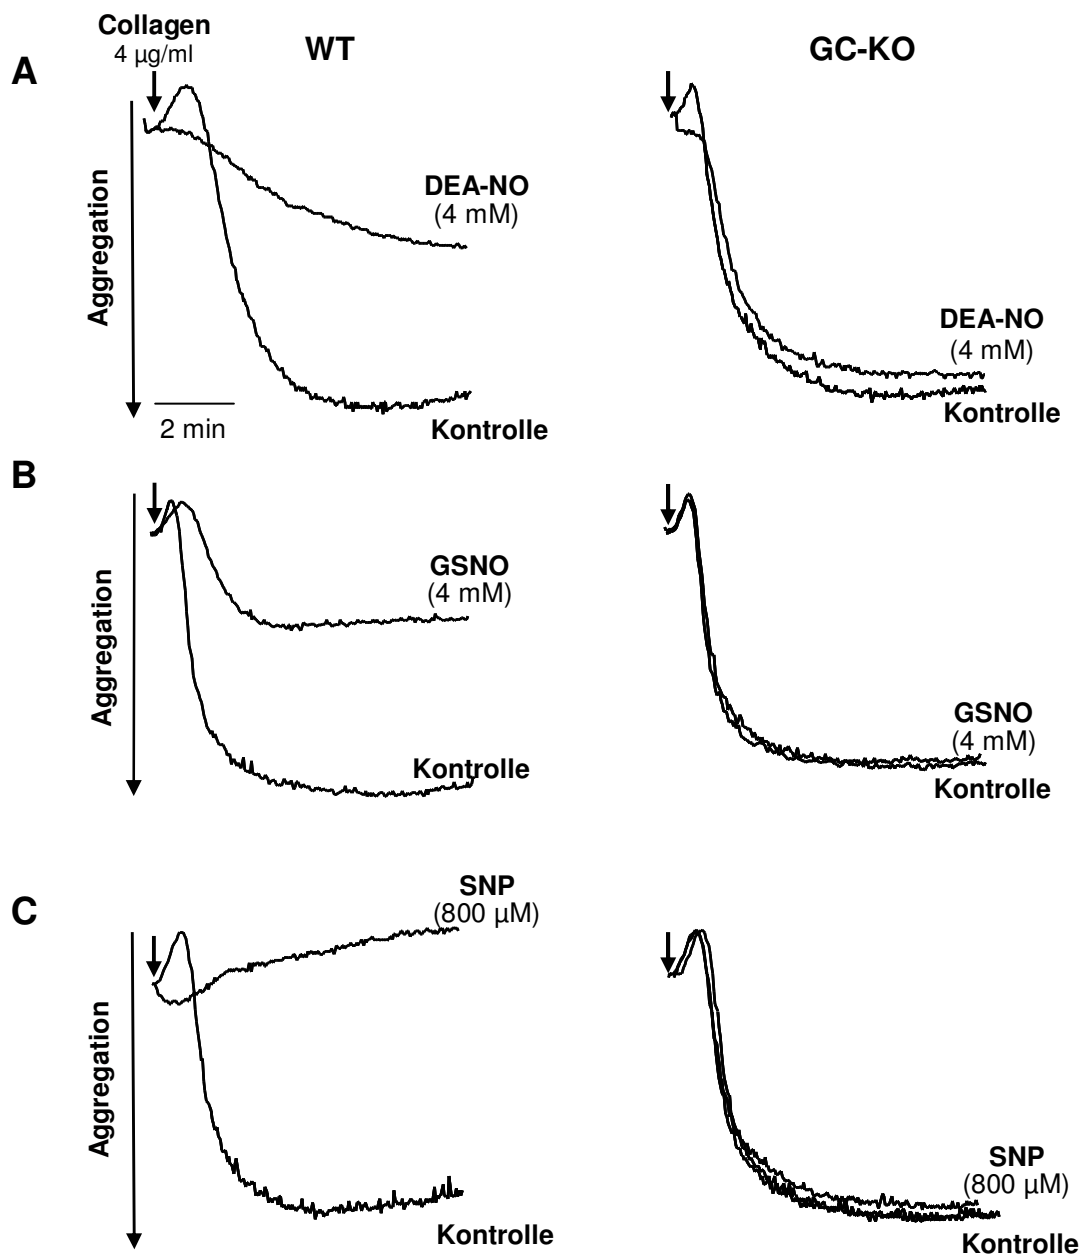 Collagen
4 µg/ml
WT
GC-KO
A
Aggregation
DEA-NO
(4 mM)
2 min
Kontrolle
DEA-NO
(4 mM)
Kontrolle
B
Aggregation
GSNO
(4 mM)
Kontrolle
GSNO
(4 mM)
Kontrolle
C
Aggregation
SNP
(800 µM)
Kontrolle
SNP
(800 µM)
Kontrolle